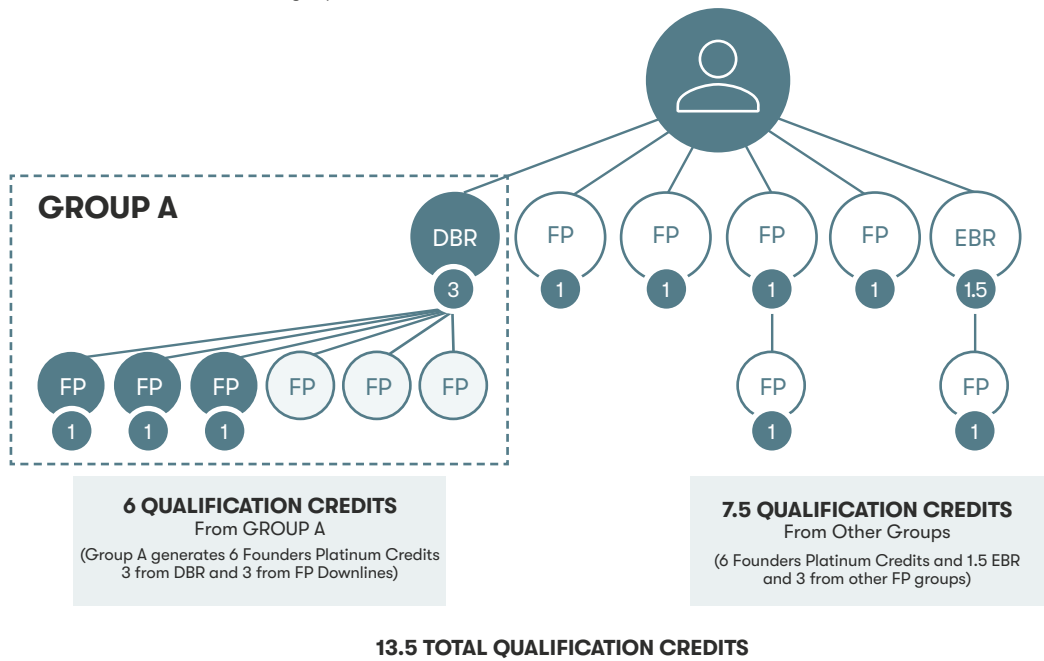 GROUP A
DBR
FP
FP
FP
FP
EBR
3
1
1
1
1
1.5
FP
FP
FP
FP
FP
FP
FP
FP
1
1
1
1
1
6 QUALIFICATION CREDITS
From GROUP A
(Group A generates 6 Founders Platinum Credits
3 from DBR and 3 from FP Downlines)
7.5 QUALIFICATION CREDITS
From Other Groups
(6 Founders Platinum Credits and 1.5 EBR
and 3 from other FP groups)
13.5 TOTAL QUALIFICATION CREDITS